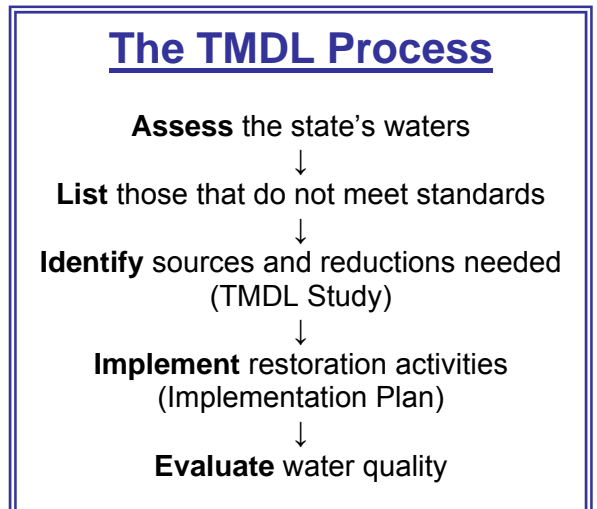 The TMDL Process
Assess the state’s waters
↓
List those that do not meet standards
↓
Identify sources and reductions needed
(TMDL Study)
↓
Implement restoration activities
(Implementation Plan)
↓
Evaluate water quality